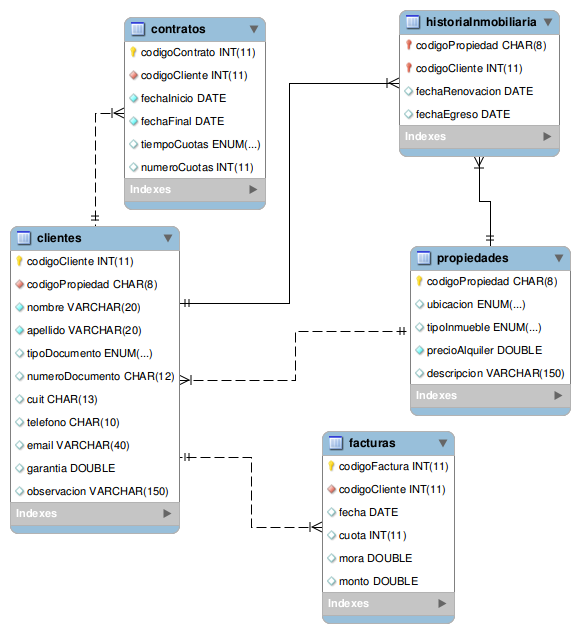 contratos
codigoContrato INT(11)
codigoCliente INT(11)
fechaInicio DATE
fechaFinal DATE
tiempoCuotas ENUM(...)
numeroCuotas INT(11)
Indexes
historiaInmobiliaria
codigoPropiedad CHAR(8)
codigoCliente INT(11)
fechaRenovacion DATE
fechaEgreso DATE
Indexes
clientes
codigoCliente INT(11)
codigoPropiedad CHAR(8)
nombre VARCHAR(20)
apellido VARCHAR(20)
tipoDocumento ENUM(...)
numeroDocumento CHAR(12)
cuit CHAR(13)
telefono CHAR(10)
email VARCHAR(40)
garantia DOUBLE
observacion VARCHAR(150)
Indexes
propiedades
codigoPropiedad CHAR(8)
ubicacion ENUM(...)
tipoInmueble ENUM(...)
precioAlquiler DOUBLE
descripcion VARCHAR(150)
Indexes
facturas
codigoFactura INT(11)
codigoCliente INT(11)
fecha DATE
cuota INT(11)
mora DOUBLE
monto DOUBLE
Indexes